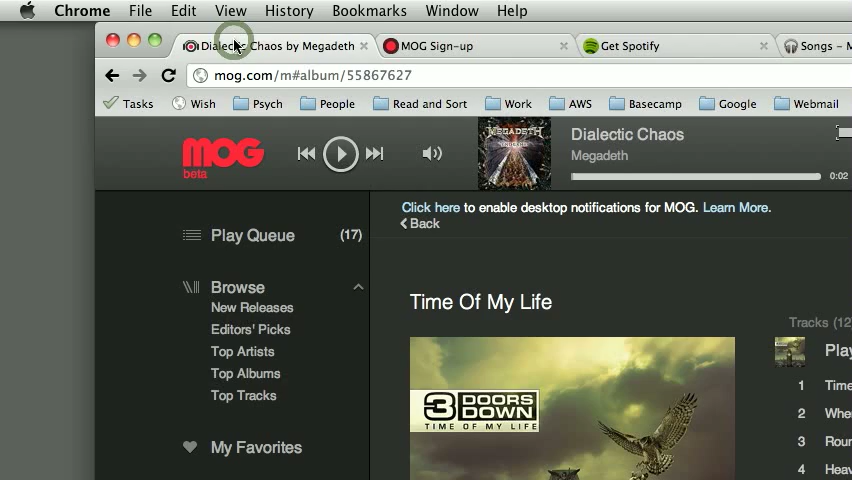 Chrome File Edit View History Bookmarks Window Help
Dialectic Chaos by Megadeth MOG Sign-up Get Spotify Songs - M
mog.com/m#album/55867627
Tasks Wish Psych People Read and Sort Work AWS Basecamp Google Webmail
MOG
beta
MEGADETH
Dialectic Chaos
Megadeth
0:02
Click here to enable desktop notifications for MOG. Learn More.
Back
Play Queue (17)
Browse
New Releases
Editors' Picks
Top Artists
Top Albums
Top Tracks
My Favorites
Time Of My Life
3 DOORS DOWN
TIME OF MY LIFE
Tracks (12
Play
1 Time
2 Whe
3 Roun
4 Heav